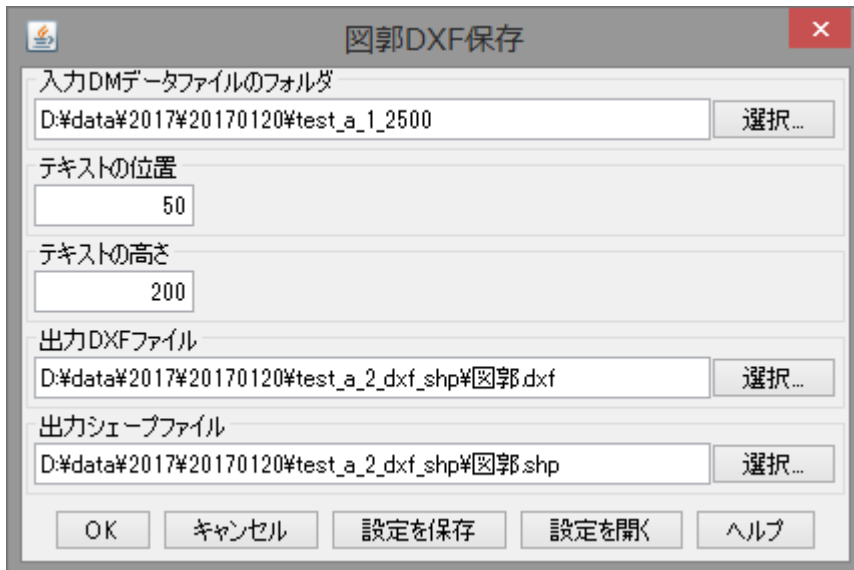 図郭DXF保存
入力DMデータファイルのフォルダ
D:¥data¥2017¥20170120¥test_a_1_2500 選択...
テキストの位置
50
テキストの高さ
200
出力DXFファイル
D:¥data¥2017¥20170120¥test_a_2_dxf_shp¥図郭.dxf 選択...
出力シェープファイル
D:¥data¥2017¥20170120¥test_a_2_dxf_shp¥図郭.shp 選択...
OK キャンセル 設定を保存 設定を開く ヘルプ